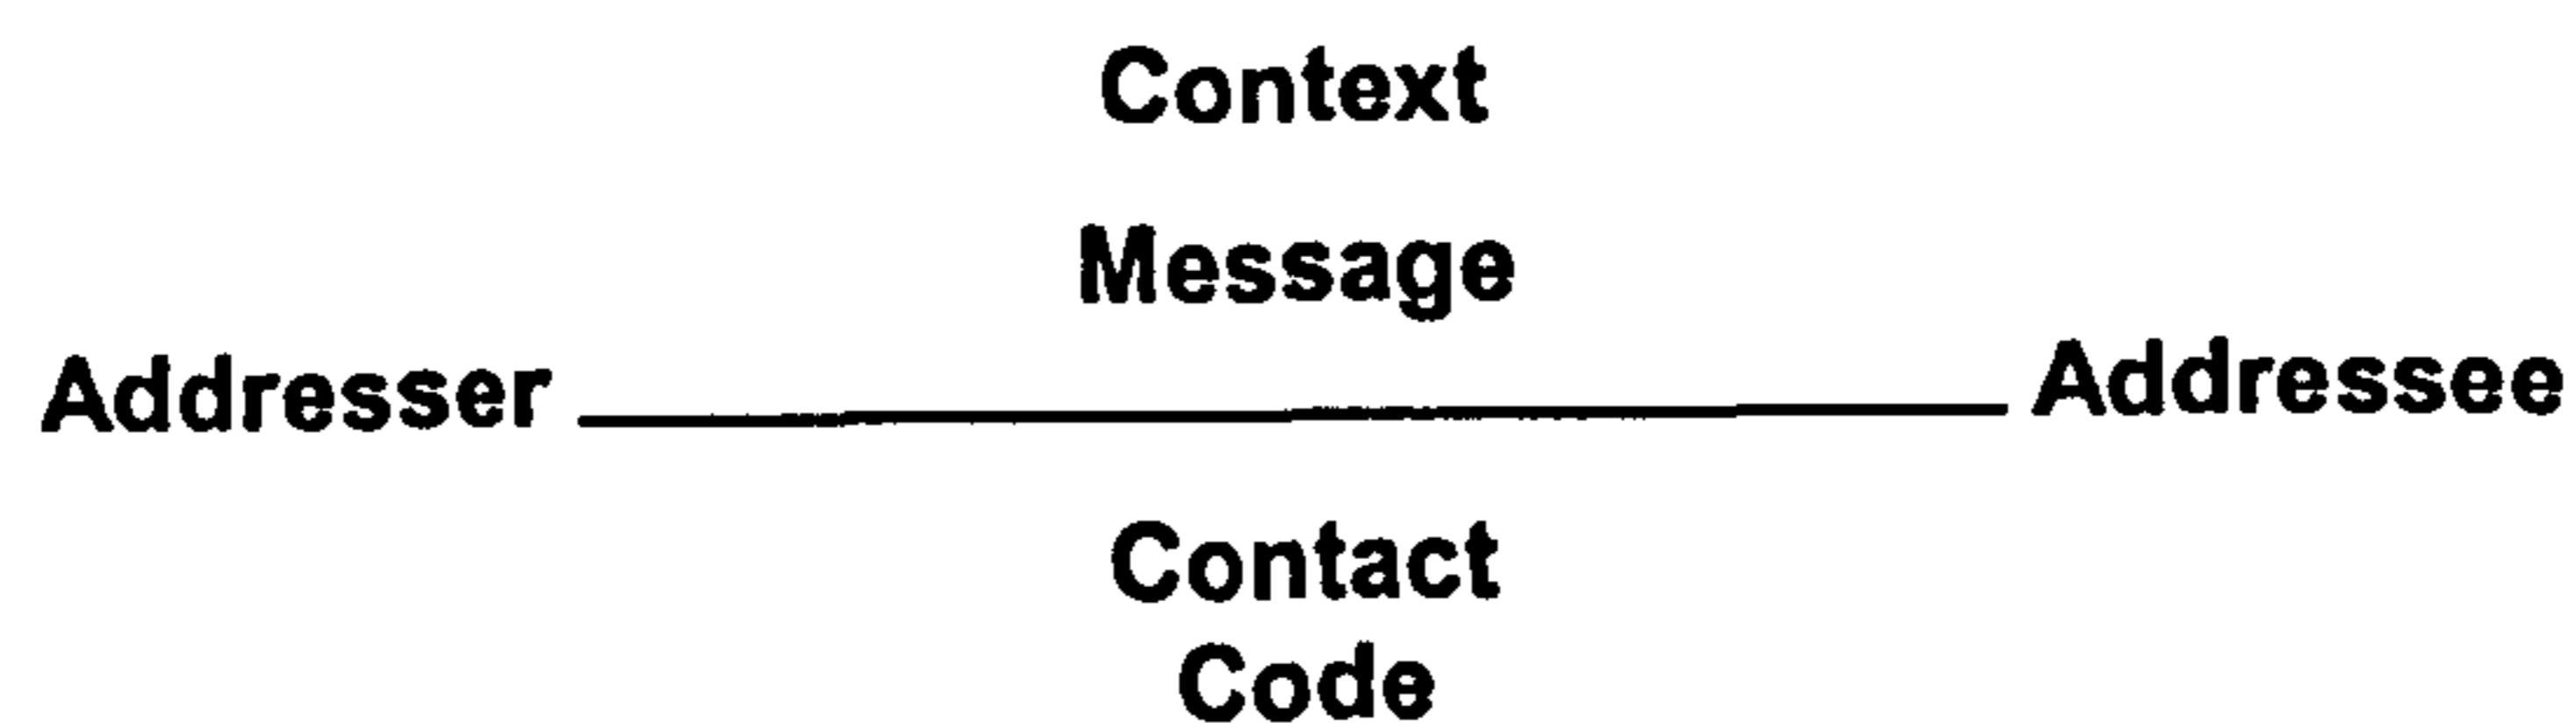 Context
Message
Addresser Addressee
Contact
Code